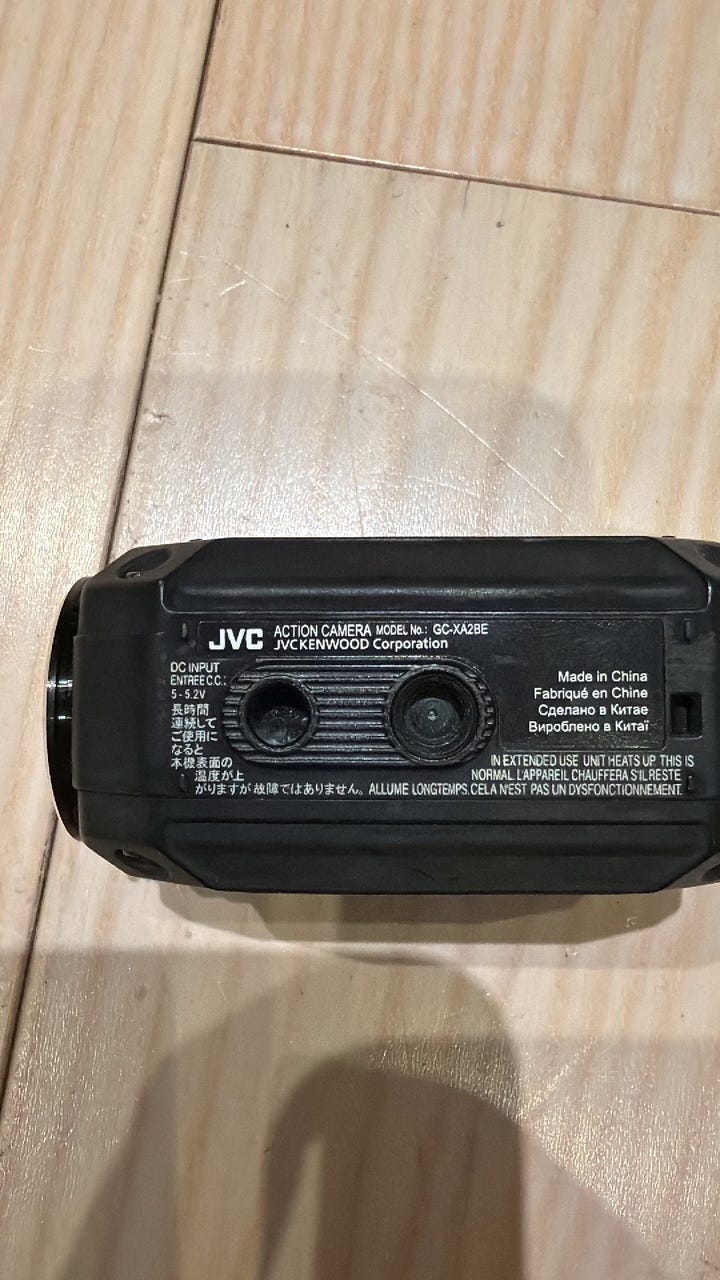 JVC ACTION CAMERA MODEL No.: GC-XA2BE
JVCKENWOOD Corporation
DC INPUT
ENTREE C.C.:
5 - 5.2V
長時間
連続して
ご使用に
なると
本機表面の
温度が上
がりますが 故障ではありません。
Made in China
Fabriqué en Chine
Сделано в Китае
Вироблено в Китаї
IN EXTENDED USE UNIT HEATS UP. THIS IS
NORMAL. L'APPAREIL CHAUFFERA S'IL RESTE
ALLUME LONGTEMPS. CELA N'EST PAS UN DYSFONCTIONNEMENT.